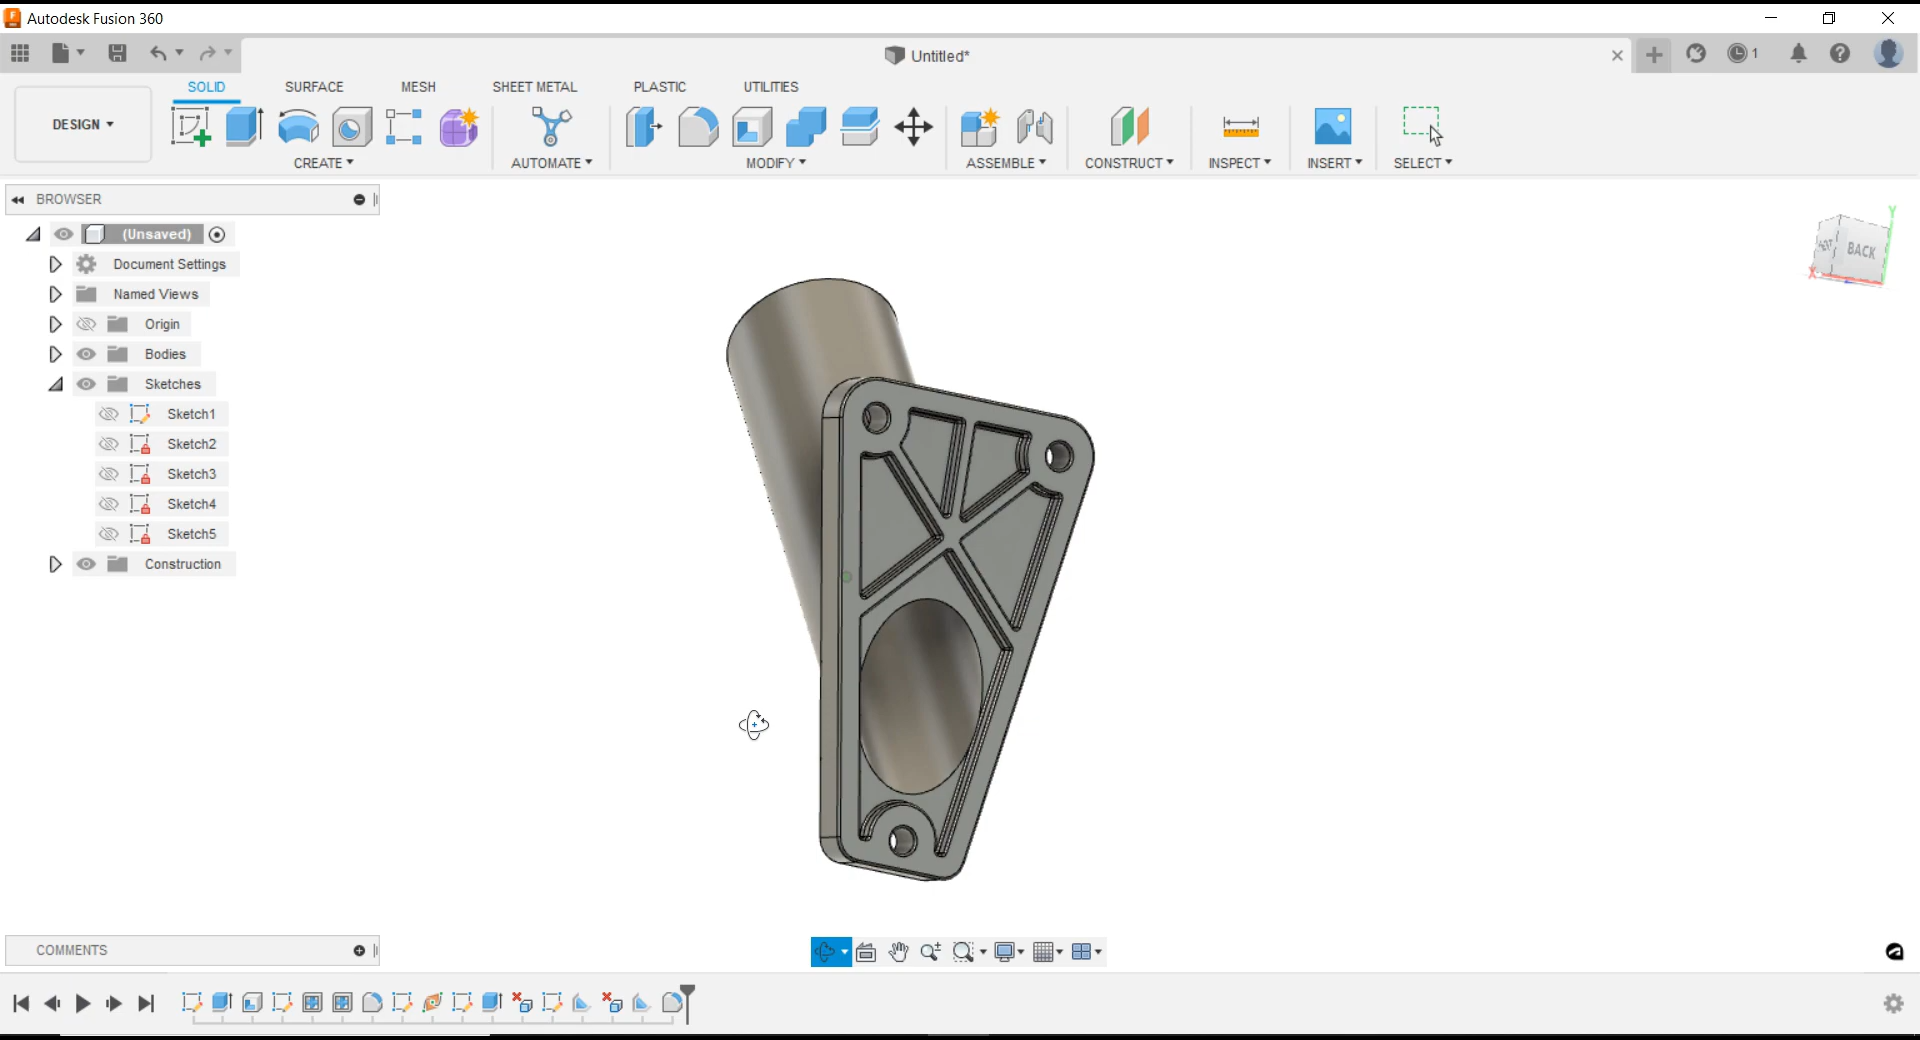 Autodesk Fusion 360
Untitled*
1
SOLID SURFACE MESH SHEET METAL PLASTIC UTILITIES
DESIGN
CREATE AUTOMATE MODIFY ASSEMBLE CONSTRUCT INSPECT INSERT SELECT
BROWSER
(Unsaved)
Document Settings
Named Views
Origin
Bodies
Sketches
Sketch1
Sketch2
Sketch3
Sketch4
Sketch5
Construction
Y
LEFT BACK
X
COMMENTS